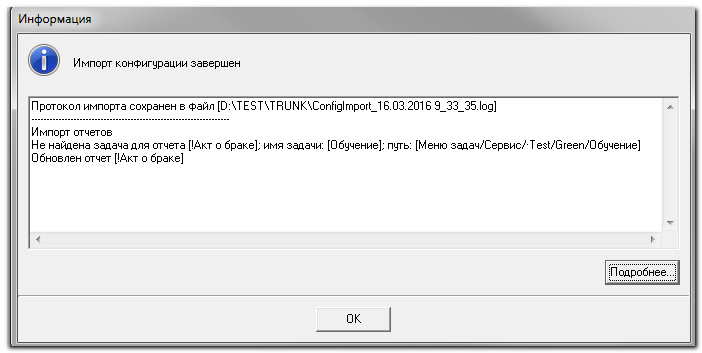 Информация
Импорт конфигурации завершен
Протокол импорта сохранен в файл [D:\TEST\TRUNK\ConfigImport_16.03.2016 9_33_35.log]
------------------------------------------------------------------
Импорт отчетов
Не найдена задача для отчета [!Акт о браке]; имя задачи: [Обучение]; путь: [Меню задач/Сервис/·Test/Green/Обучение]
Обновлен отчет [!Акт о браке]
Подробнее...
OK